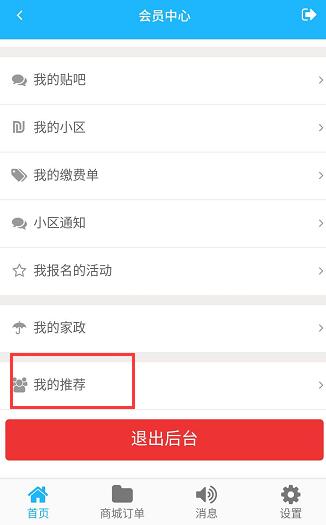 会员中心
我的贴吧
我的小区
我的缴费单
小区通知
我报名的活动
我的家政
我的推荐
退出后台
首页
商城订单
消息
设置